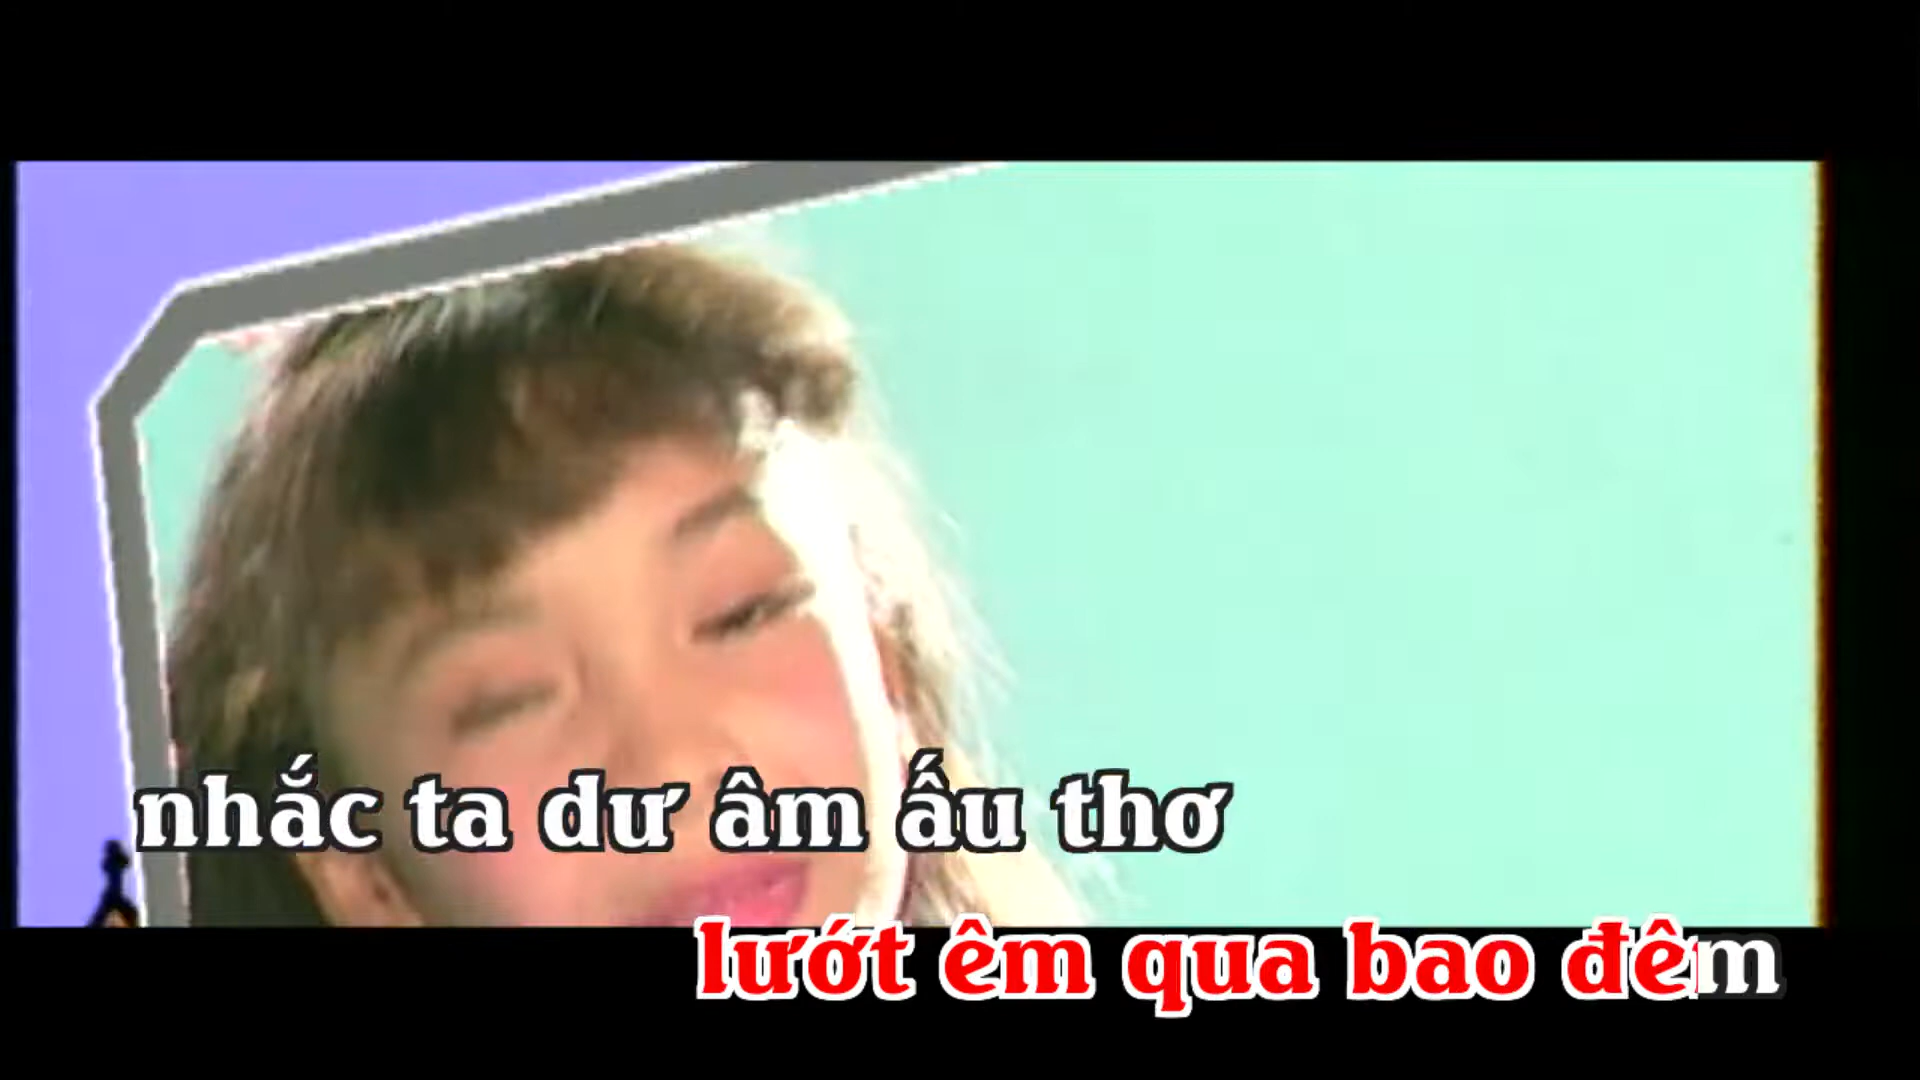 nhắc ta dư âm ấu thơ
lướt êm qua bao đêm